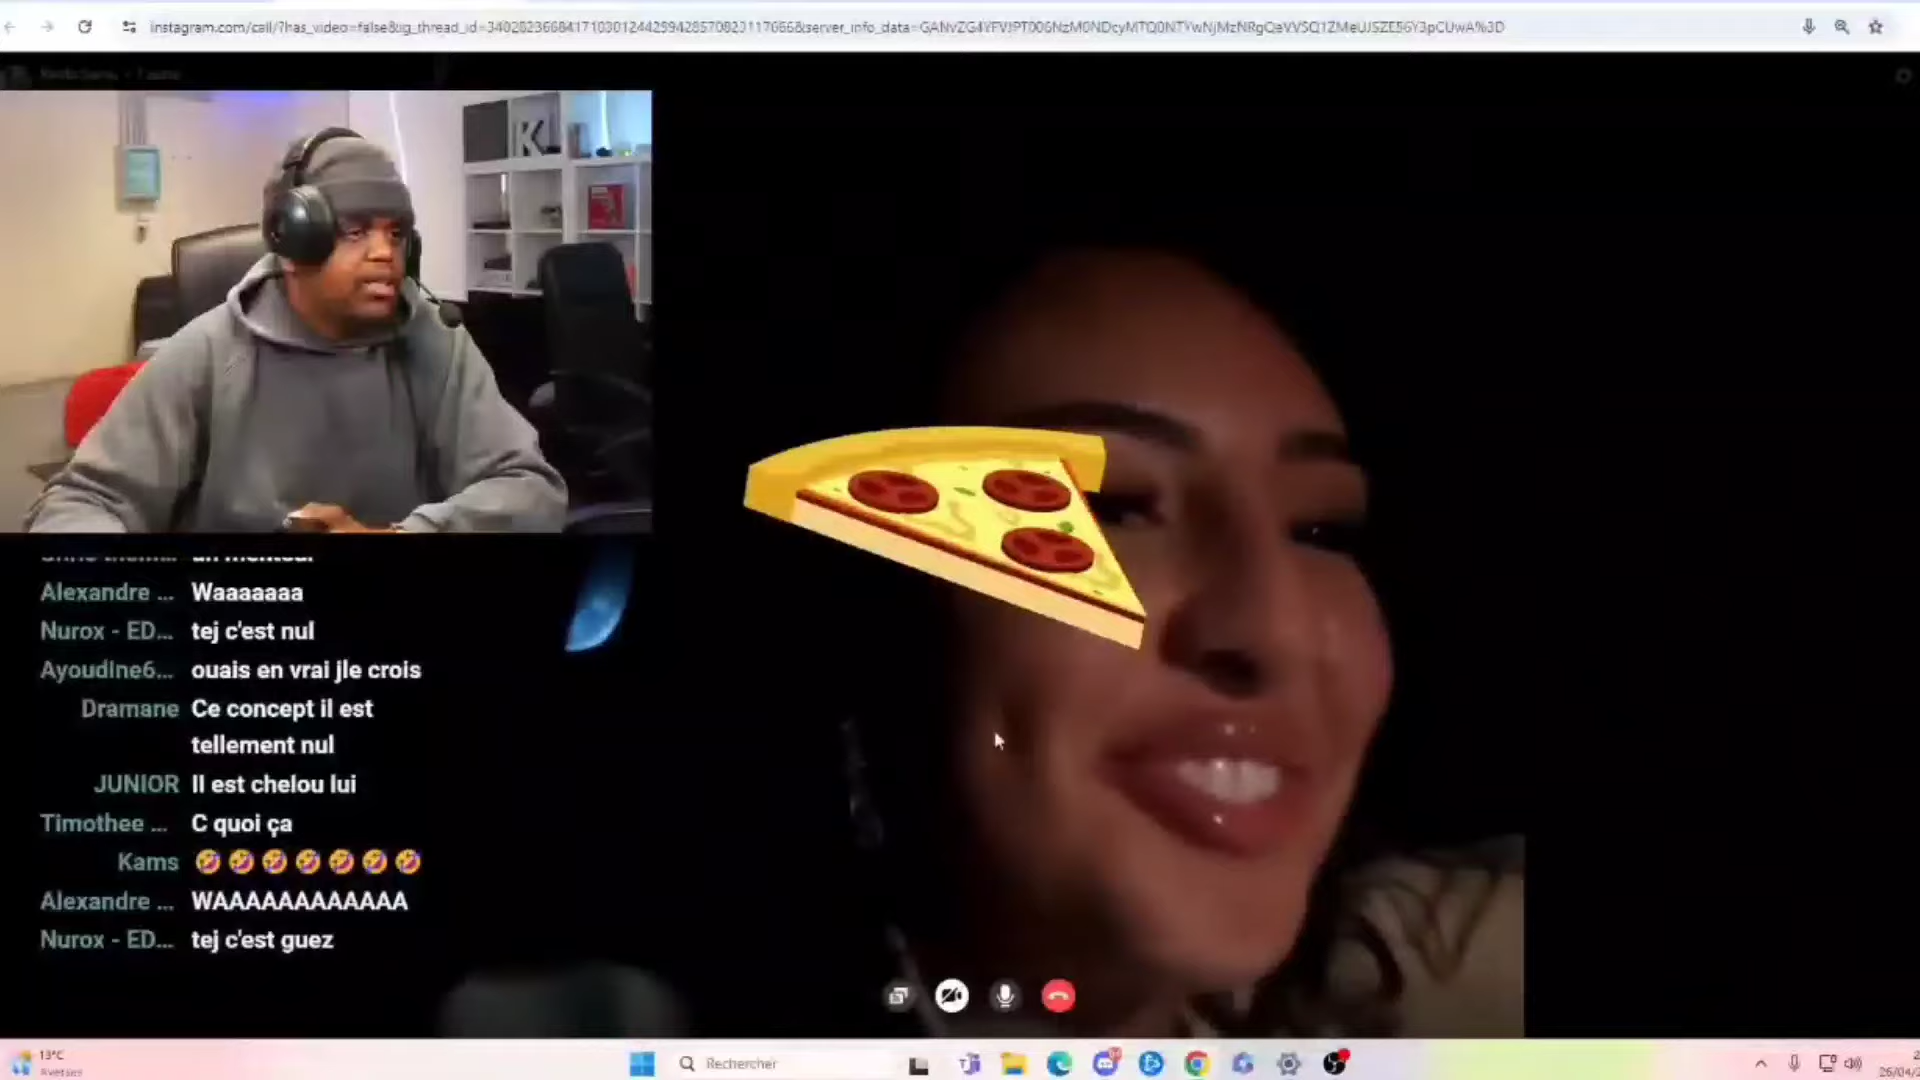 K
Alexandre ... Waaaaaaa
Nurox - ED... tej c'est nul
AyoudIne6... ouais en vrai jle crois
Dramane Ce concept il est
tellement nul
JUNIOR Il est chelou lui
Timothee ... C quoi ça
Kams 🤣🤣🤣🤣🤣🤣🤣
Alexandre ... WAAAAAAAAAAAA
Nurox - ED... tej c'est guez
13°C
Averses
Rechercher